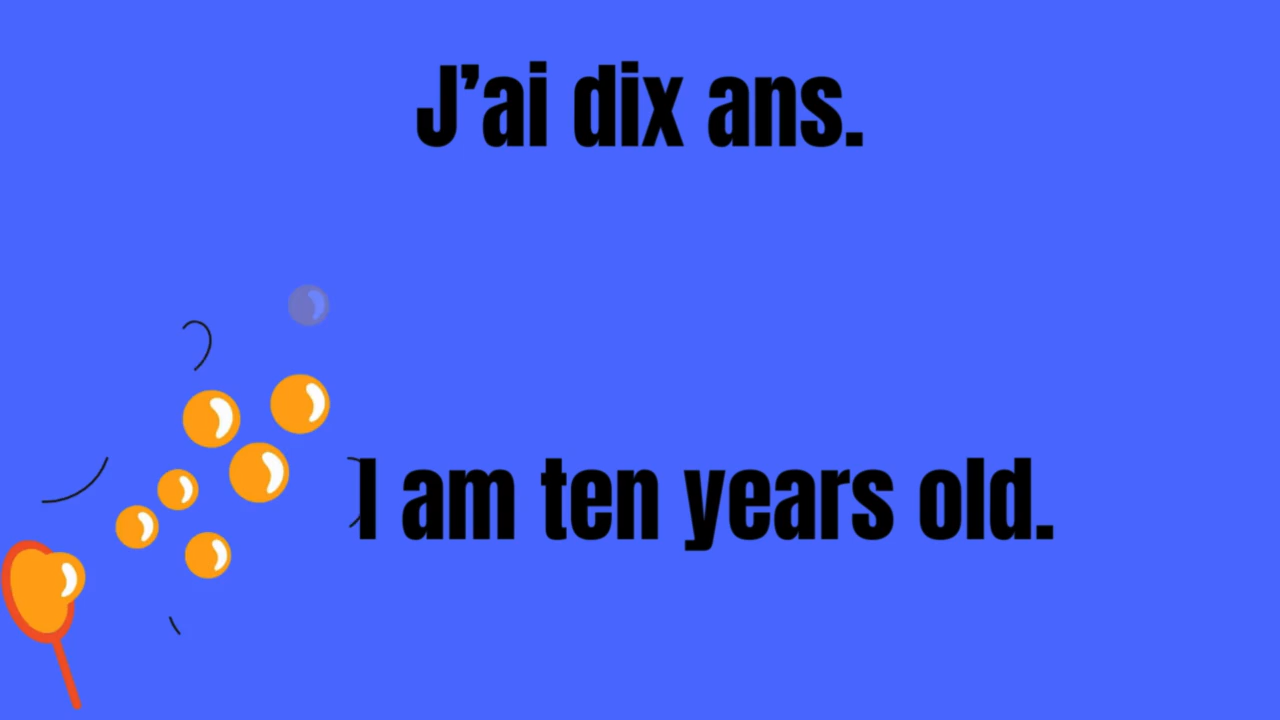 J’ai dix ans.
I am ten years old.